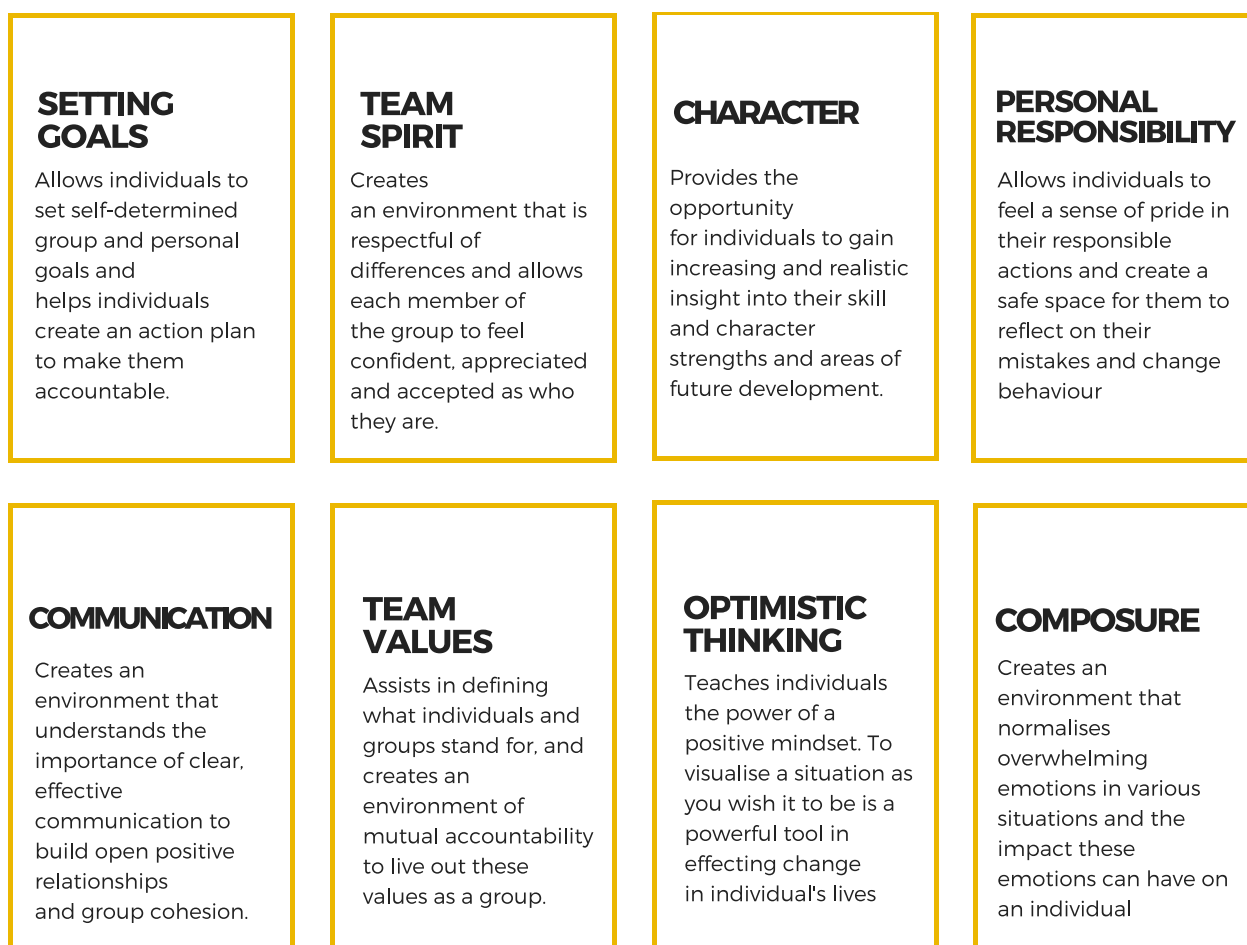 SETTING
GOALS
Allows individuals to
set self-determined
group and personal
goals and
helps individuals
create an action plan
to make them
accountable.
TEAM
SPIRIT
Creates
an environment that is
respectful of
differences and allows
each member of
the group to feel
confident, appreciated
and accepted as who
they are.
CHARACTER
Provides the
opportunity
for individuals to gain
increasing and realistic
insight into their skill
and character
strengths and areas of
future development.
PERSONAL
RESPONSIBILITY
Allows individuals to
feel a sense of pride in
their responsible
actions and create a
safe space for them to
reflect on their
mistakes and change
behaviour
COMMUNICATION
Creates an
environment that
understands the
importance of clear,
effective
communication to
build open positive
relationships
and group cohesion.
TEAM
VALUES
Assists in defining
what individuals and
groups stand for, and
creates an
environment of
mutual accountability
to live out these
values as a group.
OPTIMISTIC
THINKING
Teaches individuals
the power of a
positive mindset. To
visualise a situation as
you wish it to be is a
powerful tool in
effecting change
in individual's lives
COMPOSURE
Creates an
environment that
normalises
overwhelming
emotions in various
situations and the
impact these
emotions can have on
an individual